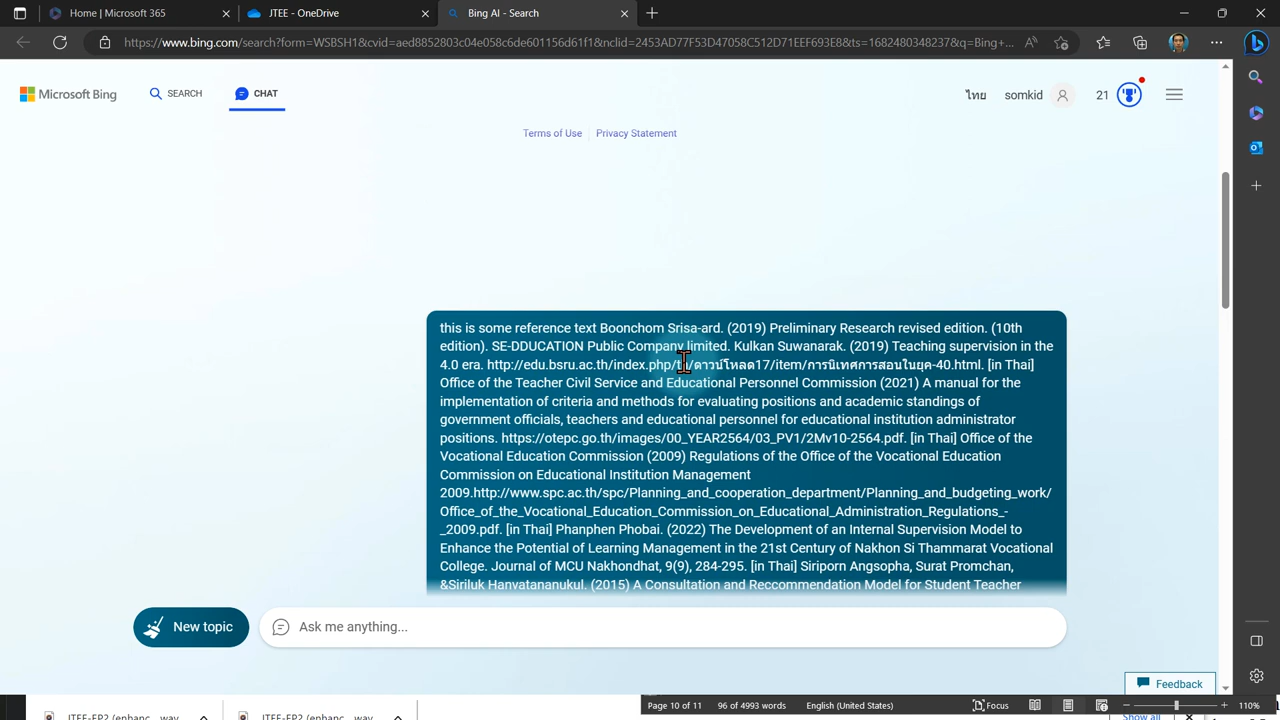 Home | Microsoft 365
JTEE - OneDrive
Bing AI - Search
https://www.bing.com/search?form=WSBSH1&cvid=aed8852803c04e058c6de601156d61f1&nclid=2453AD77F53D47058C512D71EEF693E8&ts=1682480348237&q=Bing+...
Microsoft Bing
SEARCH
CHAT
ไทย
somkid
21
Terms of Use
Privacy Statement
this is some reference text Boonchom Srisa-ard. (2019) Preliminary Research revised edition. (10th
edition). SE-DDUCATION Public Company limited. Kulkan Suwanarak. (2019) Teaching supervision in the
4.0 era. http://edu.bsru.ac.th/index.php/th/ดาวน์โหลด17/item/การนิเทศการสอนในยุค-40.html. [in Thai]
Office of the Teacher Civil Service and Educational Personnel Commission (2021) A manual for the
implementation of criteria and methods for evaluating positions and academic standings of
government officials, teachers and educational personnel for educational institution administrator
positions. https://otepc.go.th/images/00_YEAR2564/03_PV1/2Mv10-2564.pdf. [in Thai] Office of the
Vocational Education Commission (2009) Regulations of the Office of the Vocational Education
Commission on Educational Institution Management
2009.http://www.spc.ac.th/spc/Planning_and_cooperation_department/Planning_and_budgeting_work/
Office_of_the_Vocational_Education_Commission_on_Educational_Administration_Regulations_-
_2009.pdf. [in Thai] Phanphen Phobai. (2022) The Development of an Internal Supervision Model to
Enhance the Potential of Learning Management in the 21st Century of Nakhon Si Thammarat Vocational
College. Journal of MCU Nakhondhat, 9(9), 284-295. [in Thai] Siriporn Angsopha, Surat Promchan,
&Siriluk Hanvatananukul. (2015) A Consultation and Reccommendation Model for Student Teacher
New topic
Ask me anything...
Feedback
JTEE-EP2 (enhanc....wav
JTEE-EP2 (enhanc....wav
Page 10 of 11
96 of 4993 words
English (United States)
Focus
110%
Show all